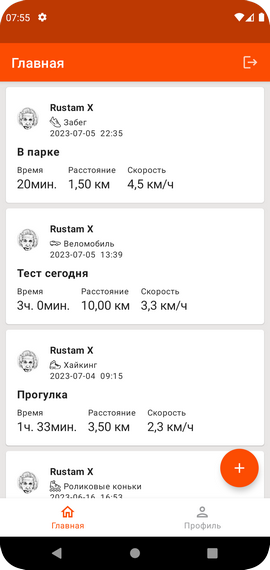 07:55
Главная
Rustam X
Забег
2023-07-05 22:35
В парке
Время Расстояние Скорость
20мин. 1,50 км 4,5 км/ч
Rustam X
Веломобиль
2023-07-05 13:39
Тест сегодня
Время Расстояние Скорость
3ч. 0мин. 10,00 км 3,3 км/ч
Rustam X
Хайкинг
2023-07-04 09:15
Прогулка
Время Расстояние Скорость
1ч. 33мин. 3,50 км 2,3 км/ч
Rustam X
Роликовые коньки
2023-06-16 16:53
Главная Профиль